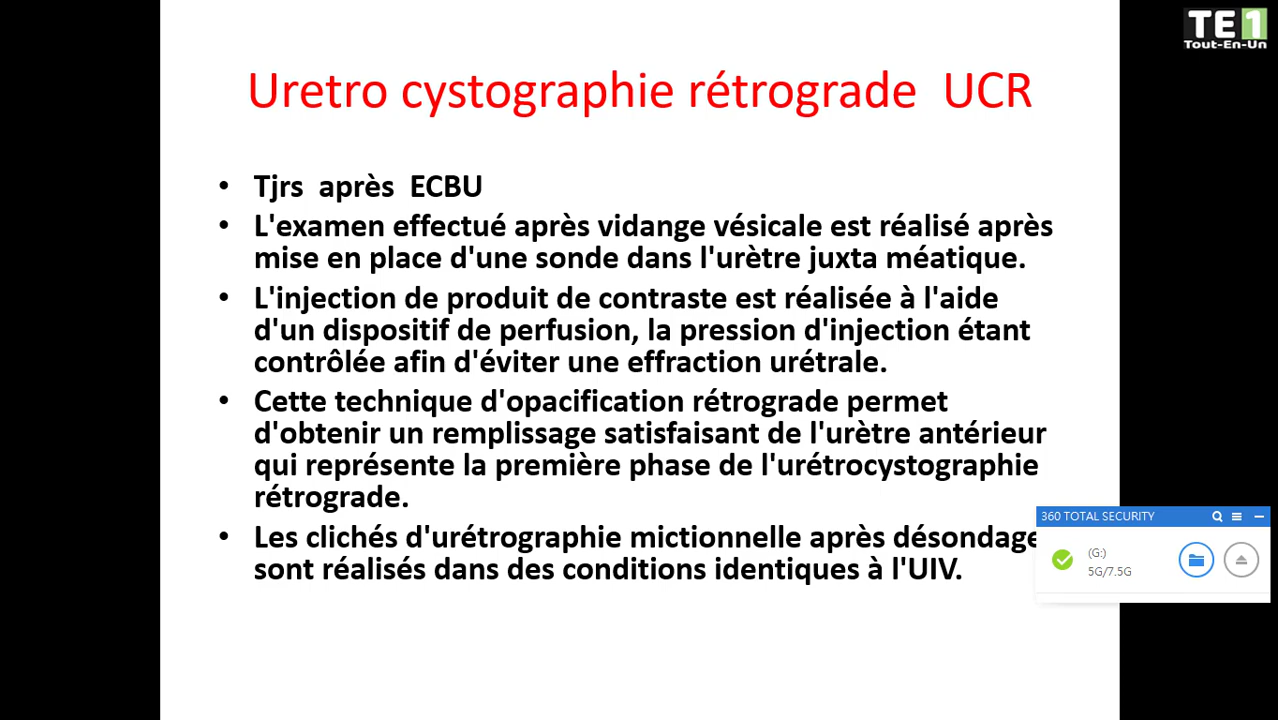 TE1
Tout-En-Un
Uretro cystographie rétrograde UCR
• Tjrs après ECBU
• L'examen effectué après vidange vésicale est réalisé après
mise en place d'une sonde dans l'urètre juxta méatique.
• L'injection de produit de contraste est réalisée à l'aide
d'un dispositif de perfusion, la pression d'injection étant
contrôlée afin d'éviter une effraction urétrale.
• Cette technique d'opacification rétrograde permet
d'obtenir un remplissage satisfaisant de l'urètre antérieur
qui représente la première phase de l'urétrocystographie
rétrograde.
• Les clichés d'urétrographie mictionnelle après désondage
sont réalisés dans des conditions identiques à l'UIV.
360 TOTAL SECURITY
(G:)
5G/7.5G